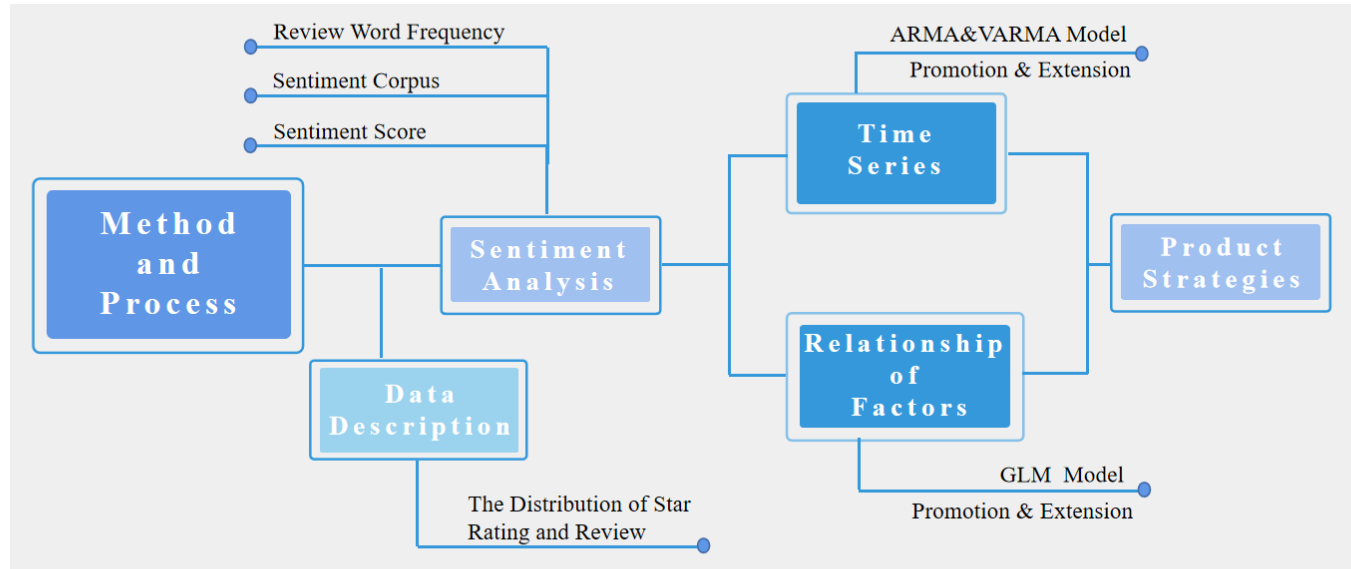 Review Word Frequency
Sentiment Corpus
Sentiment Score
Method
and
Process
Sentiment
Analysis
Data
Description
The Distribution of Star
Rating and Review
ARMA&VARMA Model
Promotion & Extension
Time
Series
Relationship
of
Factors
GLM Model
Promotion & Extension
Product
Strategies